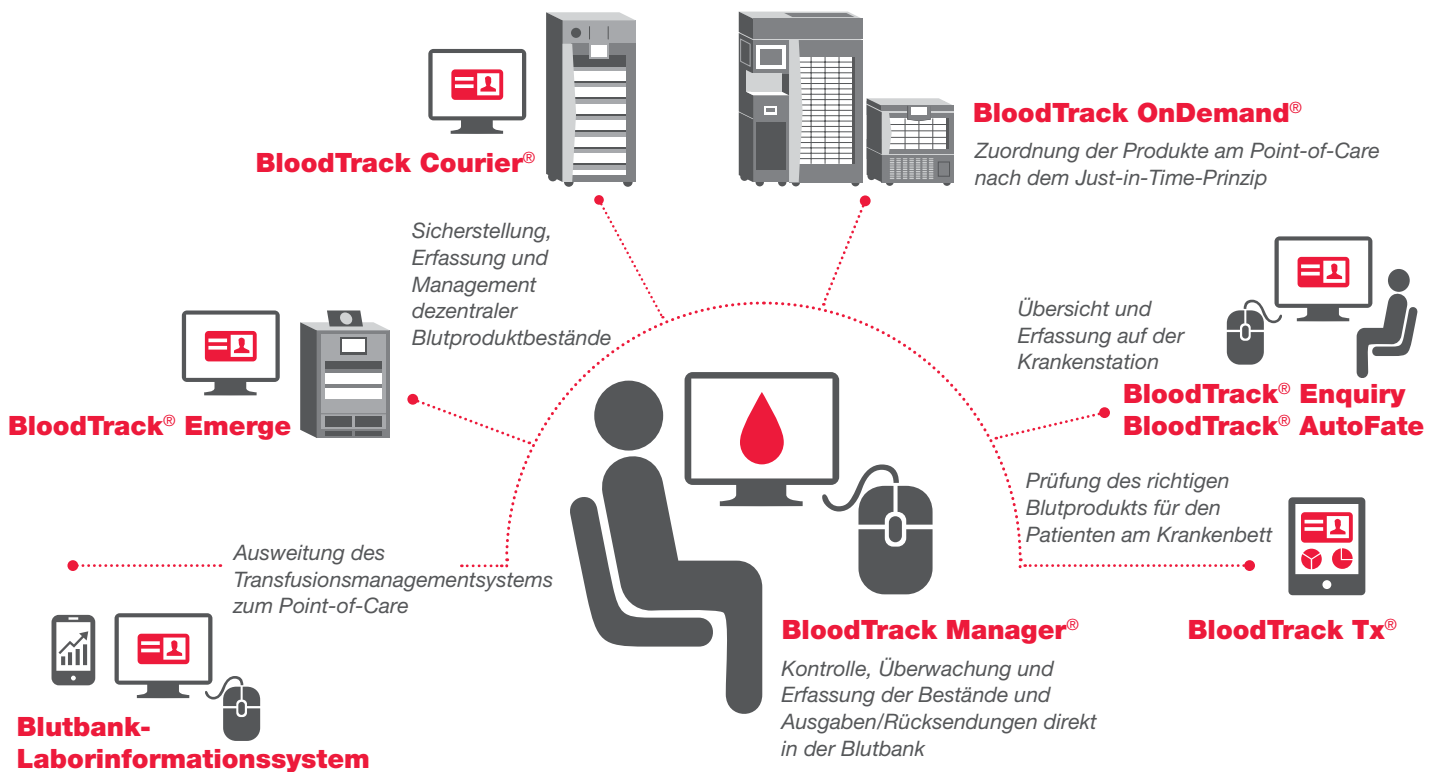 BloodTrack Courier®
Sicherstellung,
Erfassung und
Management
dezentraler
Blutproduktbestände
BloodTrack OnDemand®
Zuordnung der Produkte am Point-of-Care
nach dem Just-in-Time-Prinzip
BloodTrack® Emerge
Übersicht und
Erfassung auf der
Krankenstation
BloodTrack® Enquiry
BloodTrack® AutoFate
Prüfung des richtigen
Blutprodukts für den
Patienten am Krankenbett
BloodTrack Tx®
Ausweitung des
Transfusionsmanagementsystems
zum Point-of-Care
Blutbank-
Laborinformationssystem
BloodTrack Manager®
Kontrolle, Überwachung und
Erfassung der Bestände und
Ausgaben/Rücksendungen direkt
in der Blutbank